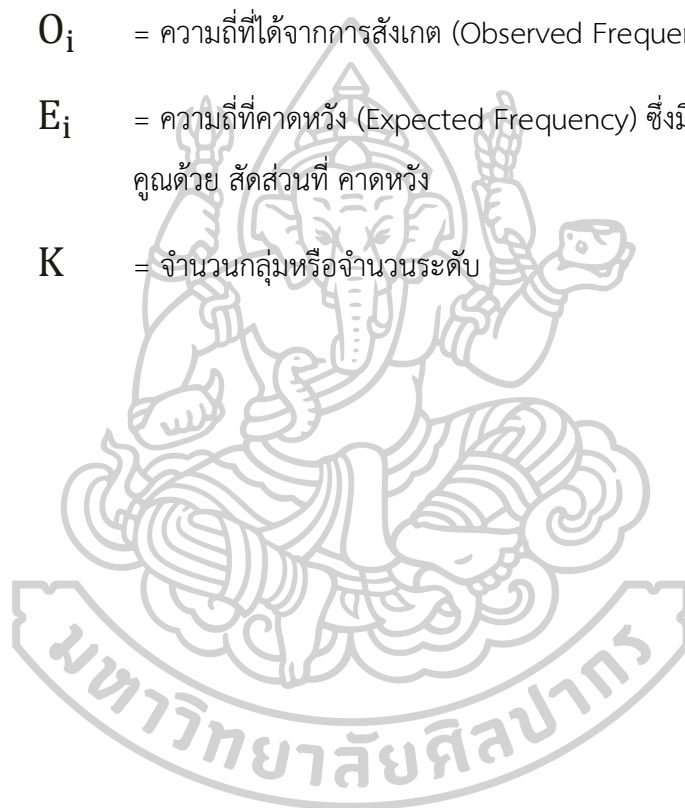 Oᵢ = ความถี่ที่ได้จากการสังเกต (Observed Freque
Eᵢ = ความถี่ที่คาดหวัง (Expected Frequency) ซึ่งมี
คูณด้วย สัดส่วนที่ คาดหวัง
K = จำนวนกลุ่มหรือจำนวนระดับ
มหาวิทยาลัยศิลปากร